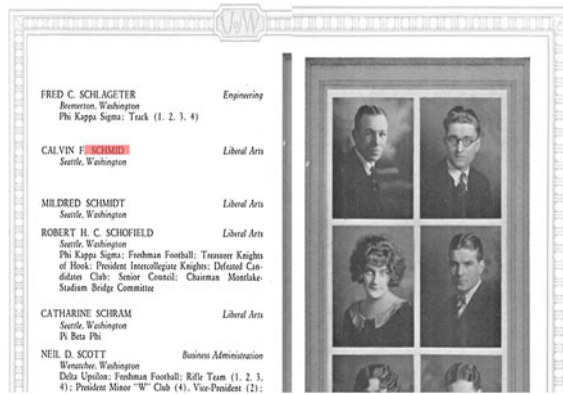 UofW
FRED C. SCHLAGETER Engineering
Bremerton, Washington
Phi Kappa Sigma; Track (1, 2, 3, 4)
CALVIN F. SCHMID Liberal Arts
Seattle, Washington
MILDRED SCHMIDT Liberal Arts
Seattle, Washington
ROBERT H. C. SCHOFIELD Liberal Arts
Seattle, Washington
Phi Kappa Sigma; Freshman Football; Treasurer Knights
of Hook; President Intercollegiate Knights; Defeated Can-
didates Club; Senior Council; Chairman Montlake-
Stadium Bridge Committee
CATHARINE SCHRAM Liberal Arts
Seattle, Washington
Pi Beta Phi
NEIL D. SCOTT Business Administration
Wenatchee, Washington
Delta Upsilon; Freshman Football; Rifle Team (1, 2, 3,
4); President Minor "W" Club (4), Vice-President (2);